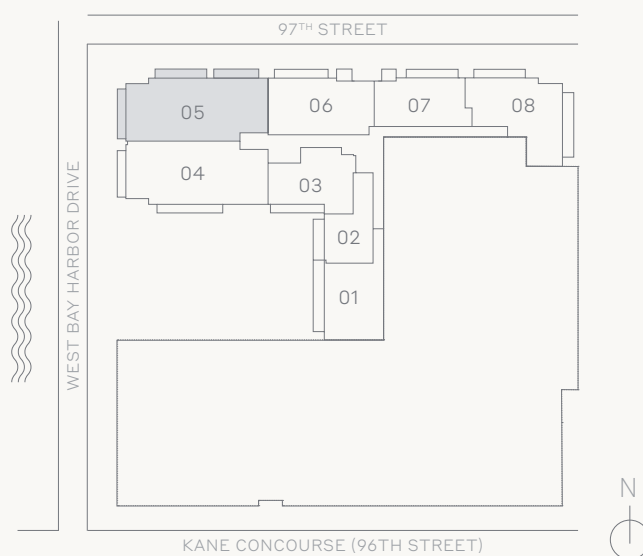 97TH STREET
05
06
07
08
04
03
02
01
WEST BAY HARBOR DRIVE
N
KANE CONCOURSE (96TH STREET)